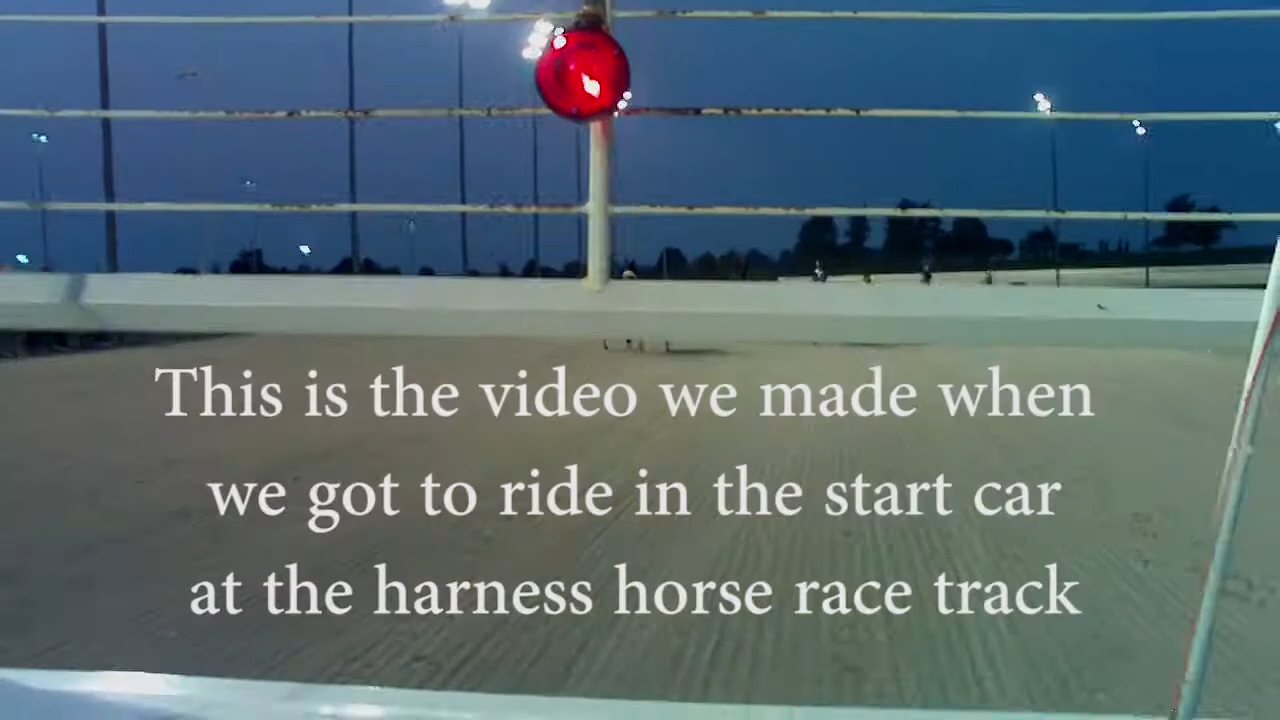 This is the video we made when
we got to ride in the start car
at the harness horse race track